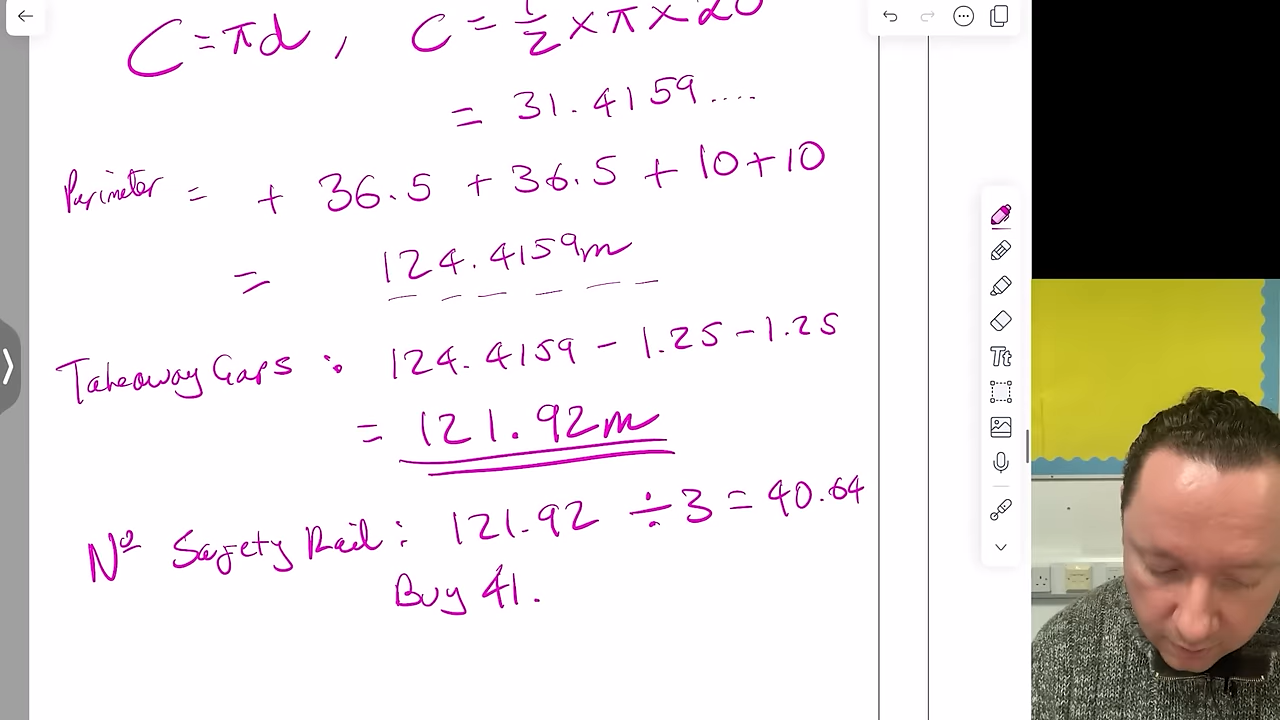 C = πd , C = 1/2 × π × 20
= 31.4159....
Perimeter = + 36.5 + 36.5 + 10 + 10
= 124.4159m
Takeaway Gaps : 124.4159 - 1.25 - 1.25
= 121.92m
Nº Safety Rail : 121.92 ÷ 3 = 40.64
Buy 41.
Tt